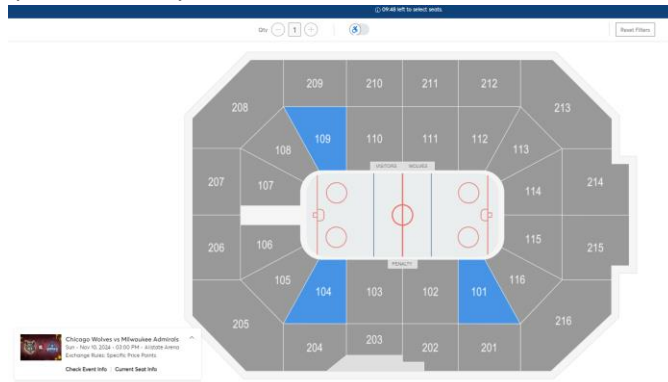 09:48 left to select seats.
Qty 1 Reset Filters
209 210 211 212
208 213
109 110 111 112
108 113
VISITORS WOLVES
207 107 114 214
206 106 115 215
PENALTY
105 104 103 102 101 116
205 216
204 203 202 201
Chicago Wolves vs Milwaukee Admirals
Sun - Nov 10, 2024 - 03:00 PM - Allstate Arena
Exchange Rules: Specific Price Points
Check Event Info | Current Seat Info